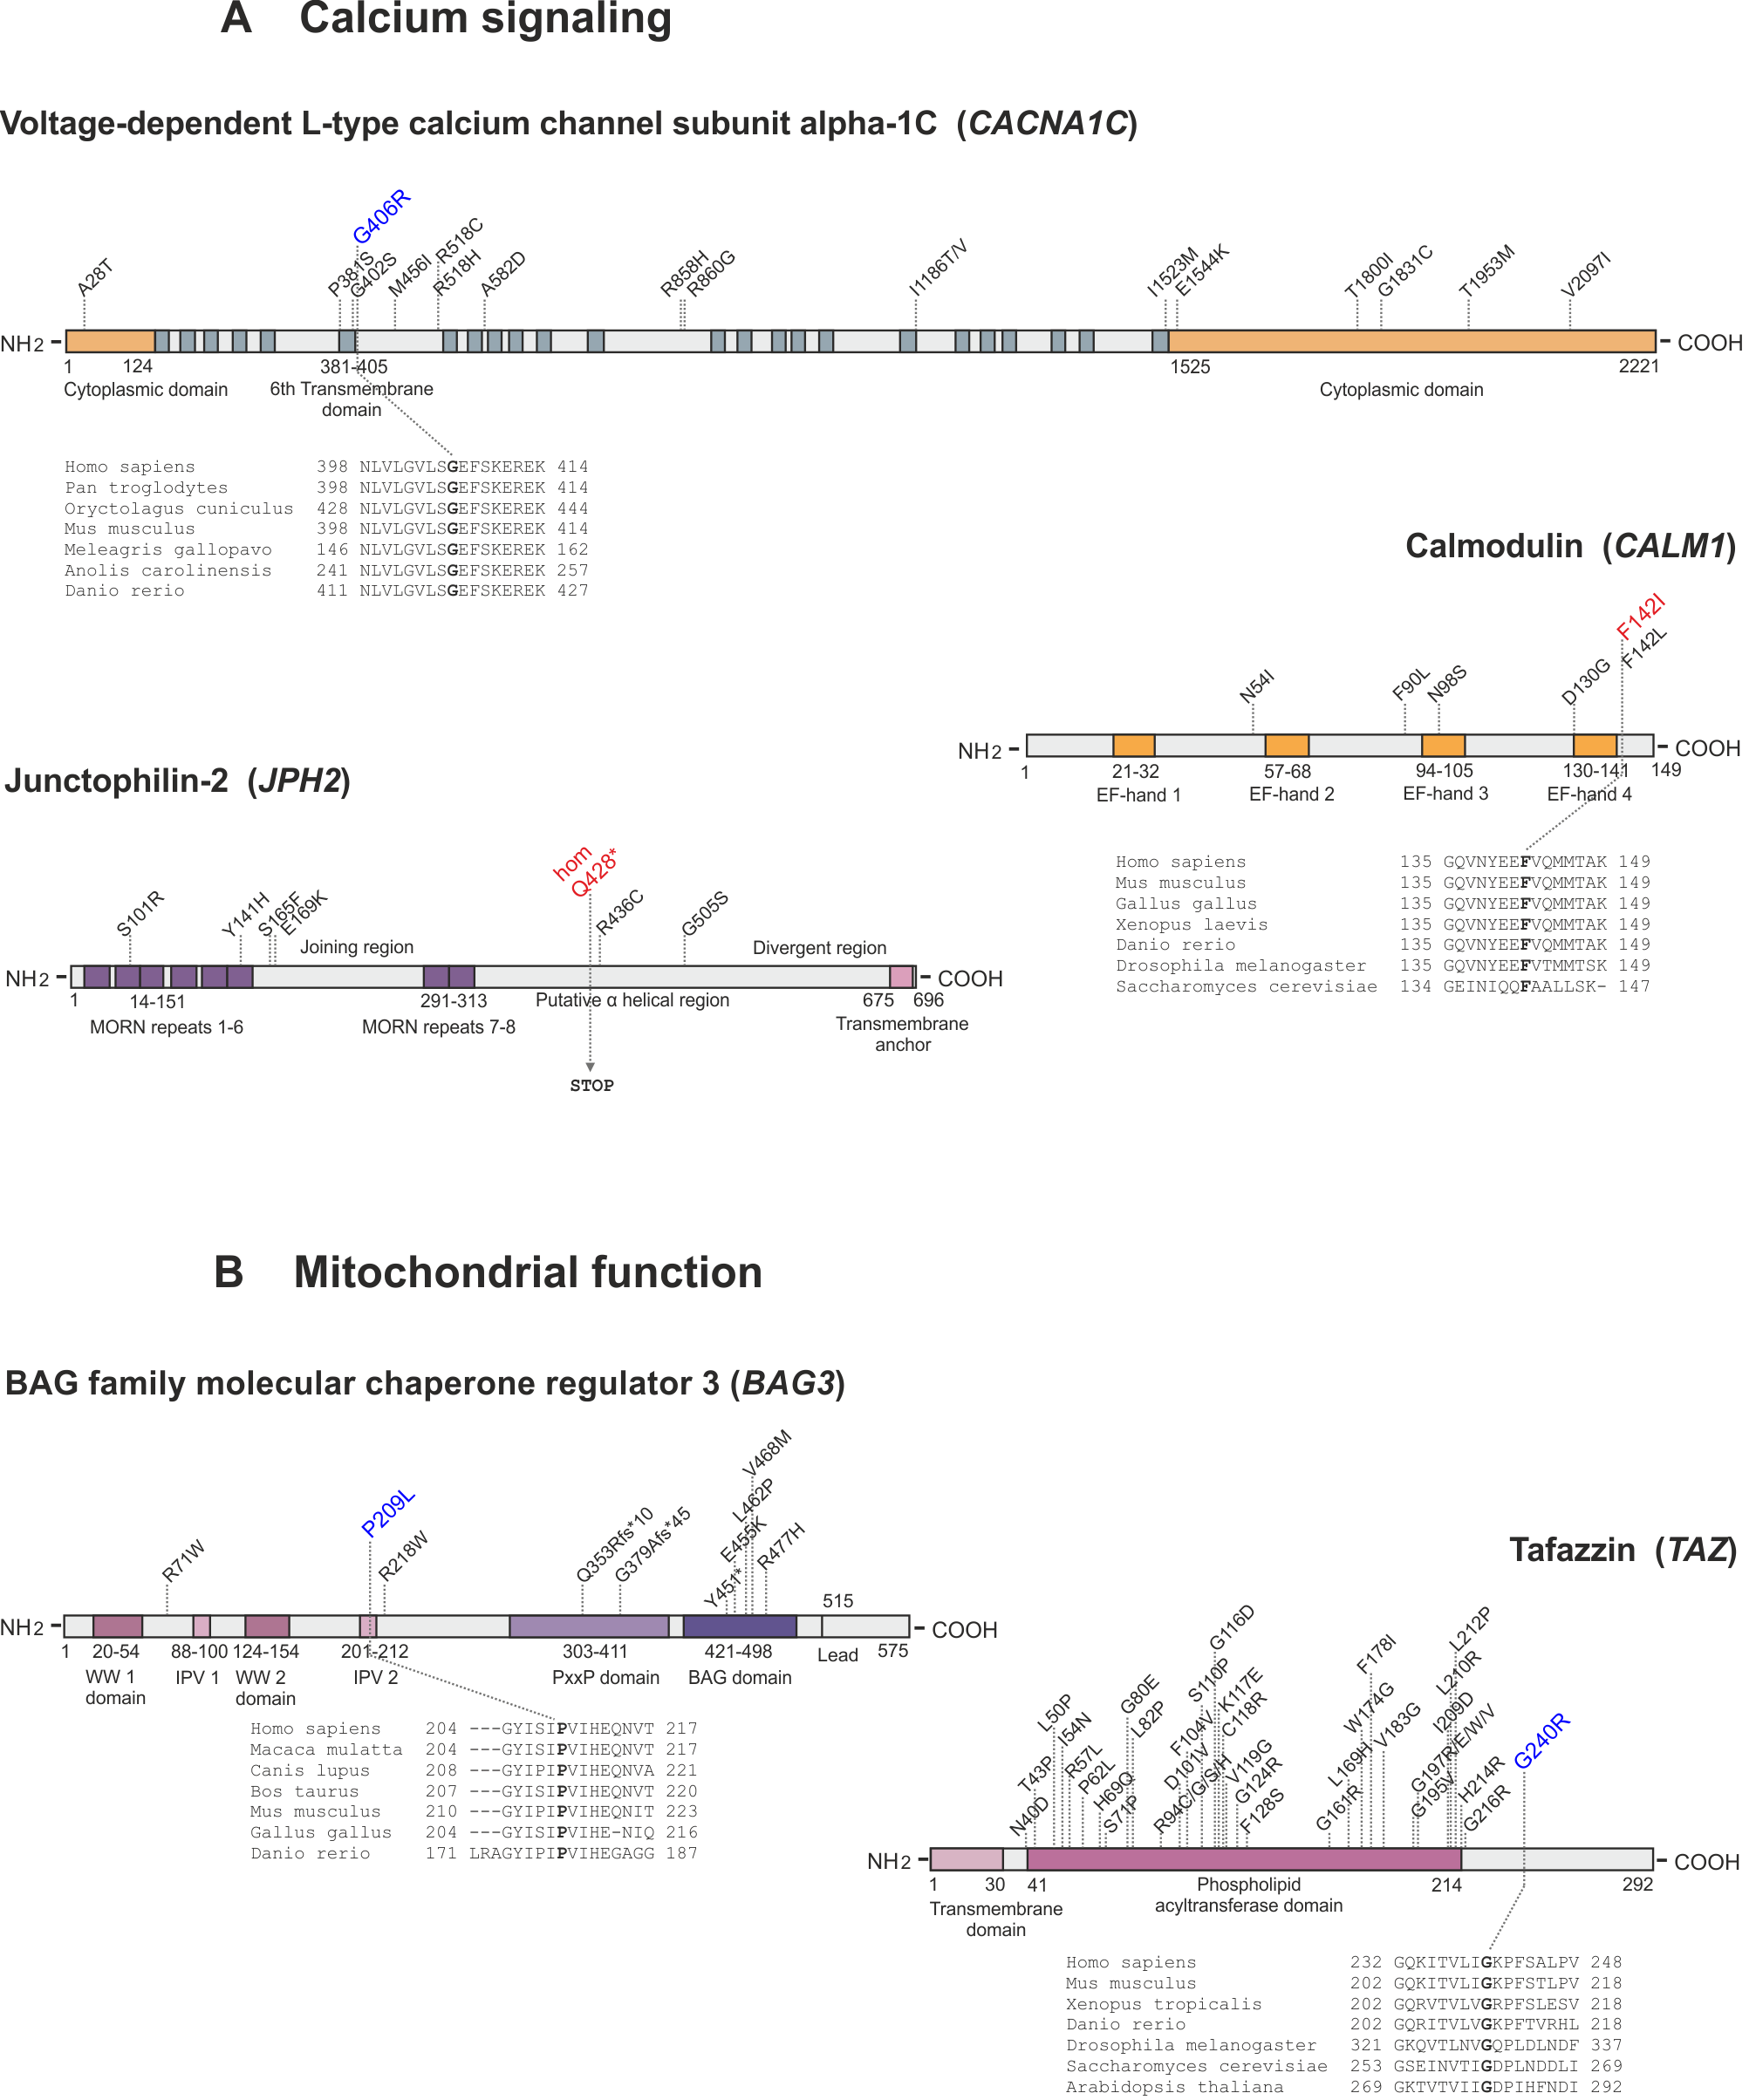 A Calcium signaling
Voltage-dependent L-type calcium channel subunit alpha-1C (CACNA1C)
G406R
A28T P381S G402S M456I R518C R518H A582D R858H R860G I1186T/V I1523M E1544K T1800I G1831C T1953M V2097I
NH2 COOH
1 124 381-405 1525 2221
Cytoplasmic domain 6th Transmembrane domain Cytoplasmic domain
Homo sapiens 398 NLVLGVLSGEFSKEREK 414
Pan troglodytes 398 NLVLGVLSGEFSKEREK 414
Oryctolagus cuniculus 428 NLVLGVLSGEFSKEREK 444
Mus musculus 398 NLVLGVLSGEFSKEREK 414
Meleagris gallopavo 146 NLVLGVLSGEFSKEREK 162
Anolis carolinensis 241 NLVLGVLSGEFSKEREK 257
Danio rerio 411 NLVLGVLSGEFSKEREK 427
Calmodulin (CALM1)
F142I
N54I F90L N98S D130G F142L
NH2 COOH
1 21-32 57-68 94-105 130-141 149
EF-hand 1 EF-hand 2 EF-hand 3 EF-hand 4
Homo sapiens 135 GQVNYEEFVQMMTAK 149
Mus musculus 135 GQVNYEEFVQMMTAK 149
Gallus gallus 135 GQVNYEEFVQMMTAK 149
Xenopus laevis 135 GQVNYEEFVQMMTAK 149
Danio rerio 135 GQVNYEEFVQMMTAK 149
Drosophila melanogaster 135 GQVNYEEFVTMMTSK 149
Saccharomyces cerevisiae 134 GEINIQQFAALLSK- 147
Junctophilin-2 (JPH2)
hom
Q428*
S101R Y141H S165F E169K R436C G505S
Joining region Divergent region
NH2 COOH
1 14-151 291-313 Putative α helical region 675 696
MORN repeats 1-6 MORN repeats 7-8 Transmembrane anchor
STOP
B Mitochondrial function
BAG family molecular chaperone regulator 3 (BAG3)
P209L
R71W R218W Q353Rfs*10 G379Afs*45 Y451* E455K L462P V468M R477H
515
NH2 COOH
1 20-54 88-100 124-154 201-212 303-411 421-498 Lead 575
WW 1 domain IPV 1 WW 2 domain IPV 2 PxxP domain BAG domain
Homo sapiens 204 ---GYISIPVIHEQNVT 217
Macaca mulatta 204 ---GYISIPVIHEQNVT 217
Canis lupus 208 ---GYIPIPVIHEQNVA 221
Bos taurus 207 ---GYISIPVIHEQNVT 220
Mus musculus 210 ---GYIPIPVIHEQNIT 223
Gallus gallus 204 ---GYISIPVIHE-NIQ 216
Danio rerio 171 LRAGYIPIPVIHEGAGG 187
Tafazzin (TAZ)
G240R
N40D T43P L50P I54N R57L P62L H69Q S71P G80E L82P R94C/G/S/H D101V F104V S110P G116D K117E C118R V119G G124R F128S G161R L169H W174G F178I V183G G195V G197R/E/W/V I209D L210R L212P H214R G216R
NH2 COOH
1 30 41 214 292
Transmembrane domain Phospholipid acyltransferase domain
Homo sapiens 232 GQKITVLIGKPFSALPV 248
Mus musculus 202 GQKITVLIGKPFSTLPV 218
Xenopus tropicalis 202 GQRVTVLVGRPFSLESV 218
Danio rerio 202 GQRITVLVGKPFTVRHL 218
Drosophila melanogaster 321 GKQVTLNVGQPLDLNDF 337
Saccharomyces cerevisiae 253 GSEINVTIGDPLNDDLI 269
Arabidopsis thaliana 269 GKTVTVIIGDPIHFNDI 292